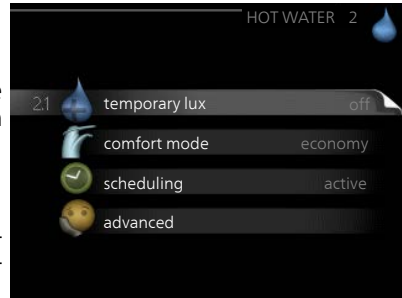 HOT WATER 2
2.1 temporary lux off
comfort mode economy
scheduling active
advanced